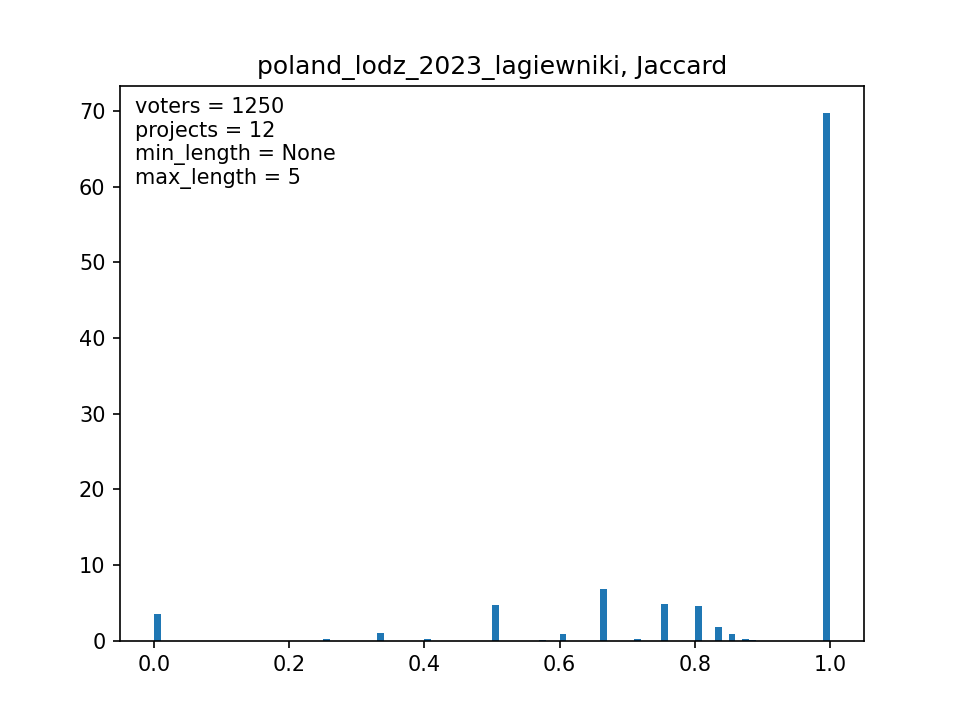 poland_lodz_2023_lagiewniki, Jaccard
voters = 1250
projects = 12
min_length = None
max_length = 5
70
60
50
40
30
20
10
0
0.0 0.2 0.4 0.6 0.8 1.0